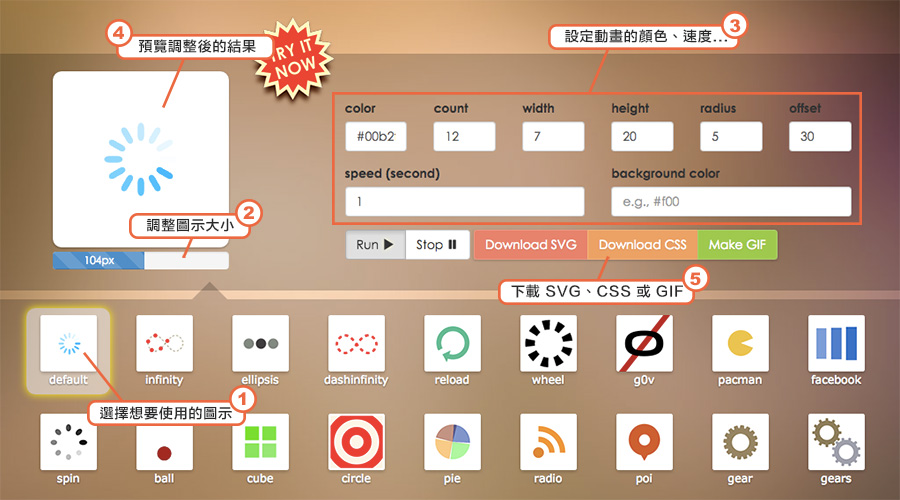 4
預覽調整後的結果
TRY IT
NOW
3
設定動畫的顏色、速度...
color count width height radius offset
#00b2 12 7 20 5 30
speed (second) background color
1 e.g., #f00
2
調整圖示大小
104px
Run Stop Download SVG Download CSS Make GIF
5
下載 SVG、CSS 或 GIF
default infinity ellipsis dashinfinity reload wheel g0v pacman facebook
1
選擇想要使用的圖示
spin ball cube circle pie radio poi gear gears